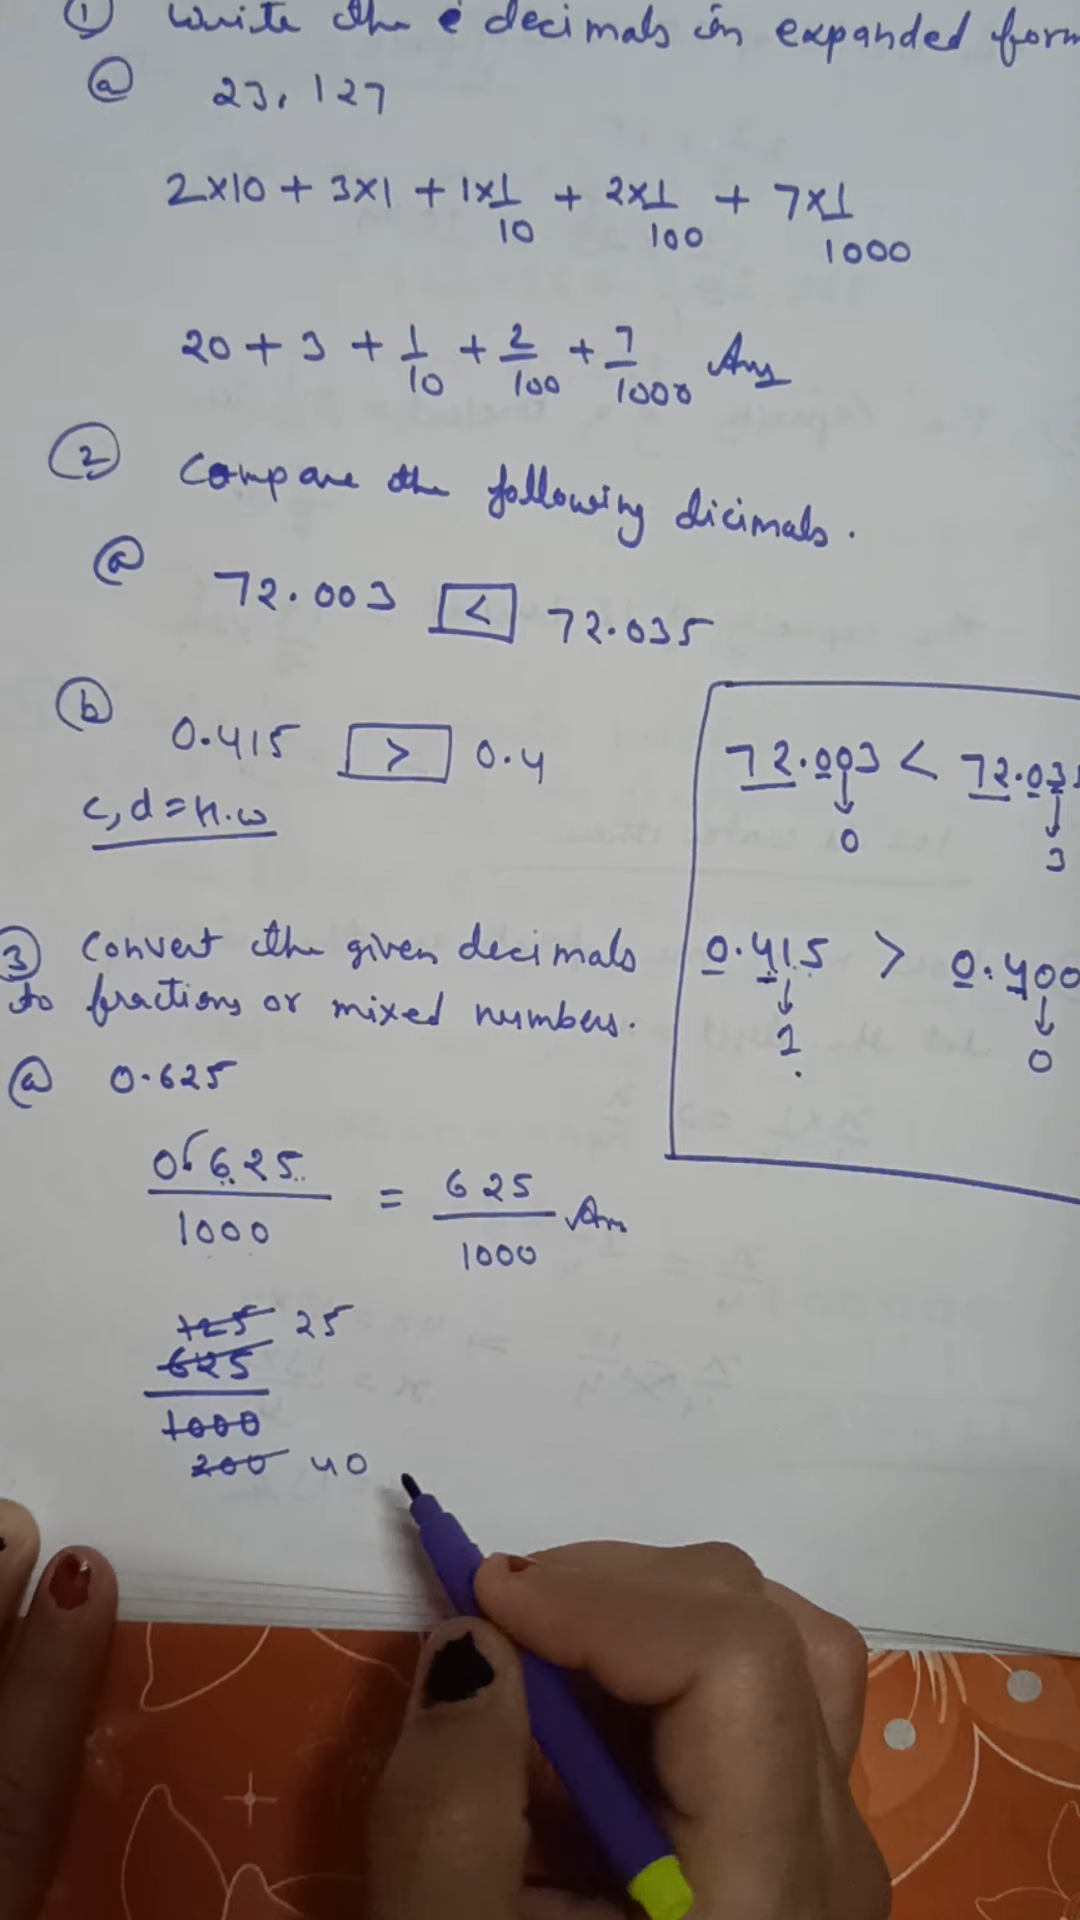 ① Write the decimals in expanded form
ⓐ 23.127
2×10 + 3×1 + 1×1/10 + 2×1/100 + 7×1/1000
20 + 3 + 1/10 + 2/100 + 7/1000 Ans
② Compare the following dicimals.
ⓐ 72.003 < 72.035
ⓑ 0.415 > 0.4
c, d = H.W
72.003 < 72.035
0 3
0.415 > 0.400
1 0
③ Convert the given decimals
to fractions or mixed numbers.
ⓐ 0.625
0.625/1000 = 625/1000 Ans
125 25
625
1000
200 40